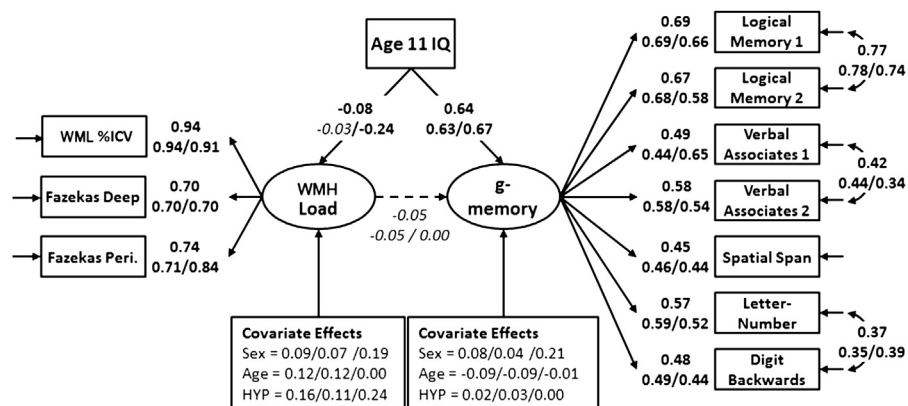 Age 11 IQ
-0.08
-0.03/-0.24
0.64
0.63/0.67
WML %ICV
0.94
0.94/0.91
Fazekas Deep
0.70
0.70/0.70
Fazekas Peri.
0.74
0.71/0.84
WMH
Load
-0.05
-0.05 / 0.00
g-
memory
Covariate Effects
Sex = 0.09/0.07 /0.19
Age = 0.12/0.12/0.00
HYP = 0.16/0.11/0.24
Covariate Effects
Sex = 0.08/0.04 /0.21
Age = -0.09/-0.09/-0.01
HYP = 0.02/0.03/0.00
0.69
0.69/0.66
Logical
Memory 1
0.77
0.78/0.74
0.67
0.68/0.58
Logical
Memory 2
0.49
0.44/0.65
Verbal
Associates 1
0.42
0.44/0.34
0.58
0.58/0.54
Verbal
Associates 2
0.45
0.46/0.44
Spatial Span
0.57
0.59/0.52
Letter-
Number
0.37
0.35/0.39
0.48
0.49/0.44
Digit
Backwards